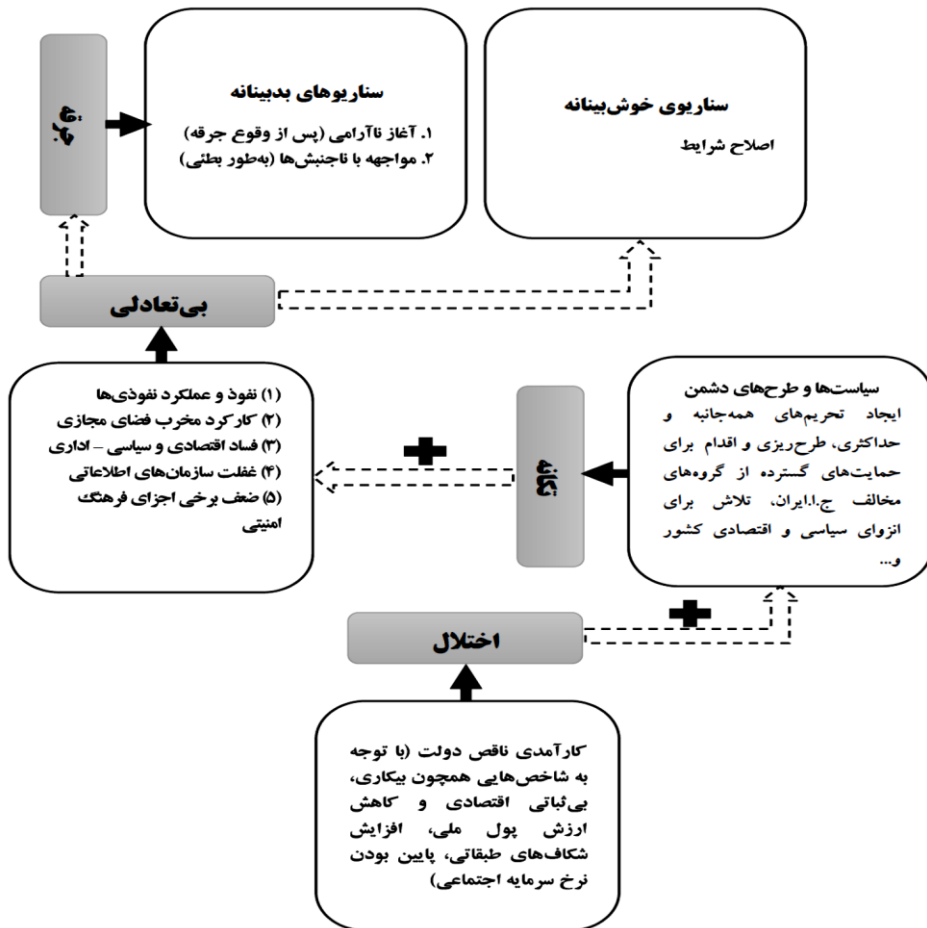 سناریوی خوش‌بینانه
اصلاح شرایط
سناریوهای بدبینانه
۱. آغاز ناآرامی (پس از وقوع جرقه)
۲. مواجهه با ناجنبش‌ها (به‌طور بطئی)
جرقه
بی‌تعادلی
سیاست‌ها و طرح‌های دشمن
ایجاد تحریم‌های همه‌جانبه و
حداکثری، طرح‌ریزی و اقدام برای
حمایت‌های گسترده از گروه‌های
مخالف ج.ا.ایران، تلاش برای
انزوای سیاسی و اقتصادی کشور
و...
تکانه
(۱) نفوذ و عملکرد نفوذی‌ها
(۲) کارکرد مخرب فضای مجازی
(۳) فساد اقتصادی و سیاسی – اداری
(۴) غفلت سازمان‌های اطلاعاتی
(۵) ضعف برخی اجزای فرهنگ
امنیتی
اختلال
کارآمدی ناقص دولت (با توجه
به شاخص‌هایی همچون بیکاری،
بی‌ثباتی اقتصادی و کاهش
ارزش پول ملی، افزایش
شکاف‌های طبقاتی، پایین بودن
نرخ سرمایه اجتماعی)